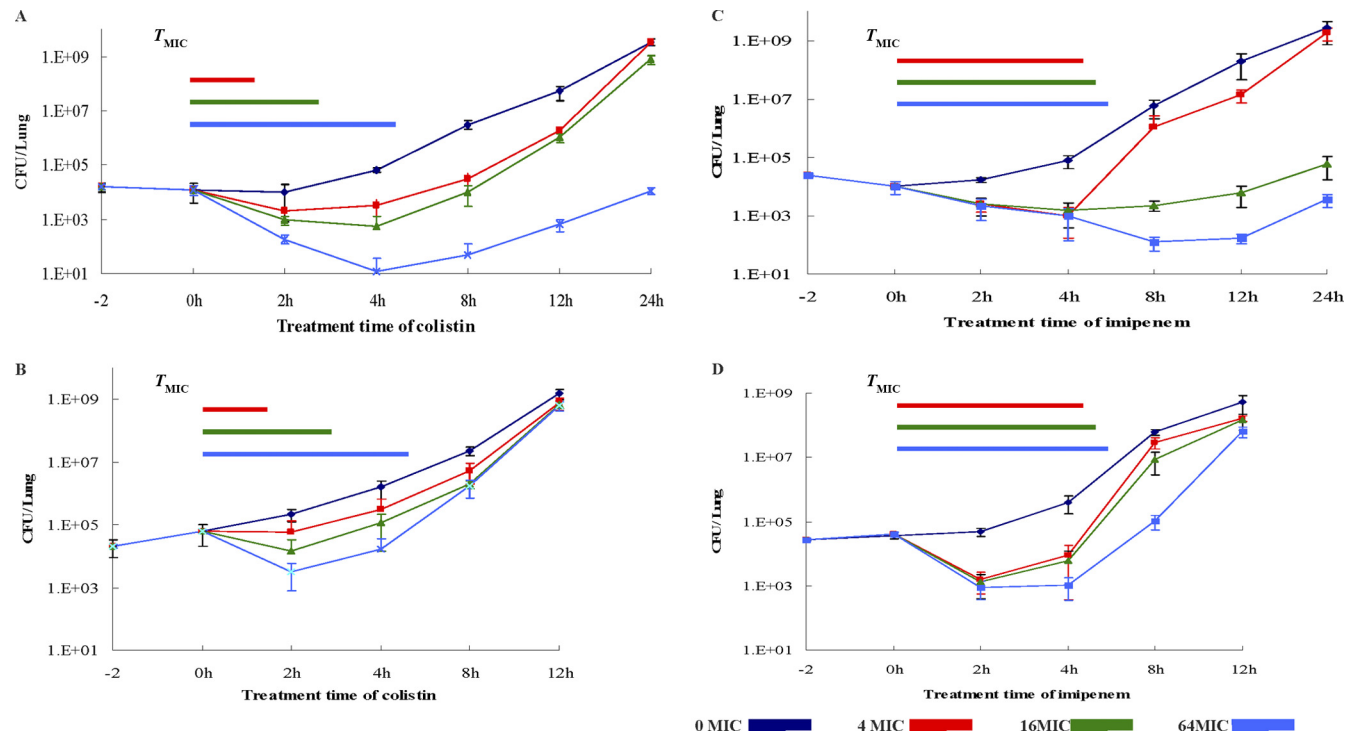 A
T MIC
1.E+09
1.E+07
1.E+05
1.E+03
1.E+01
CFU/Lung
-2 0h 2h 4h 8h 12h 24h
Treatment time of colistin
C
T MIC
1.E+09
1.E+07
1.E+05
1.E+03
1.E+01
CFU/Lung
-2 0h 2h 4h 8h 12h 24h
Treatment time of imipenem
B
T MIC
1.E+09
1.E+07
1.E+05
1.E+03
1.E+01
CFU/Lung
-2 0h 2h 4h 8h 12h
Treatment time of colistin
D
T MIC
1.E+09
1.E+07
1.E+05
1.E+03
1.E+01
CFU/Lung
-2 0h 2h 4h 8h 12h
Treatment time of imipenem
0 MIC 4 MIC 16MIC 64MIC